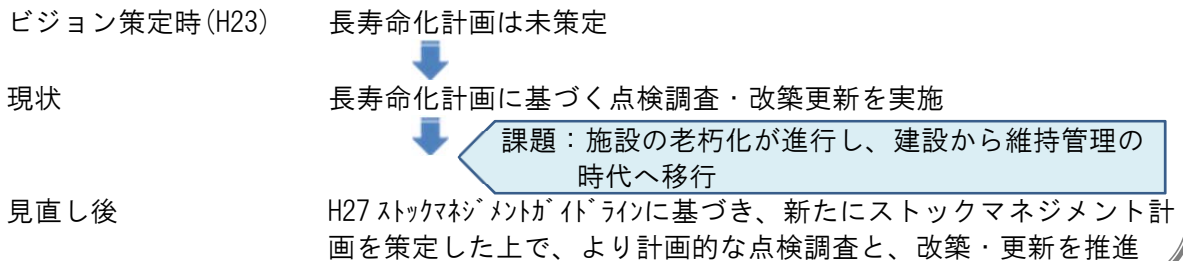 ビジョン策定時(H23) 長寿命化計画は未策定
現状 長寿命化計画に基づく点検調査・改築更新を実施
課題：施設の老朽化が進行し、建設から維持管理の
時代へ移行
見直し後 H27 ｽﾄｯｸﾏﾈｼﾞﾒﾝﾄｶﾞｲﾄﾞﾗｲﾝに基づき、新たにストックマネジメント計
画を策定した上で、より計画的な点検調査と、改築・更新を推進